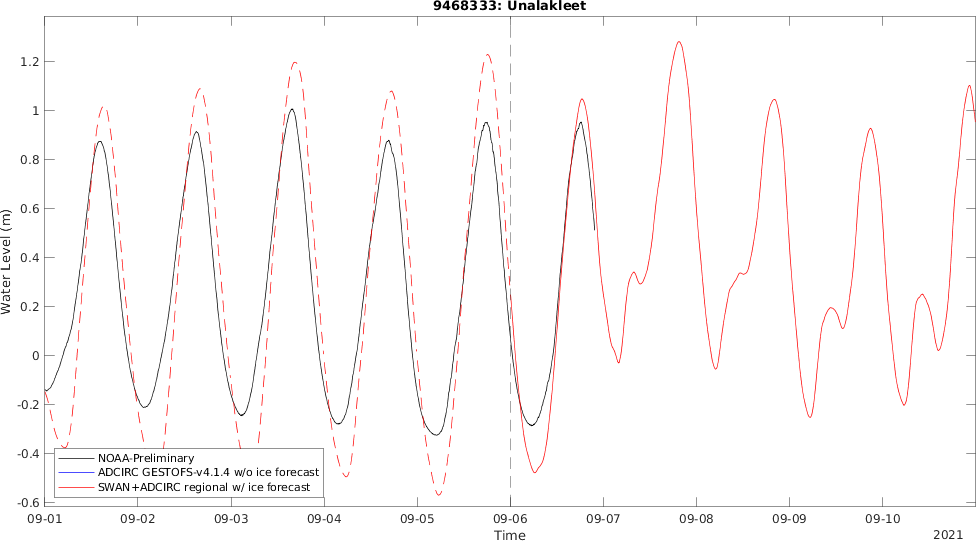 9468333: Unalakleet
1.2
1
0.8
0.6
0.4
0.2
0
-0.2
-0.4
-0.6
Water Level (m)
NOAA-Preliminary
ADCIRC GESTOFS-v4.1.4 w/o ice forecast
SWAN+ADCIRC regional w/ ice forecast
09-01 09-02 09-03 09-04 09-05 09-06 09-07 09-08 09-09 09-10
Time
2021